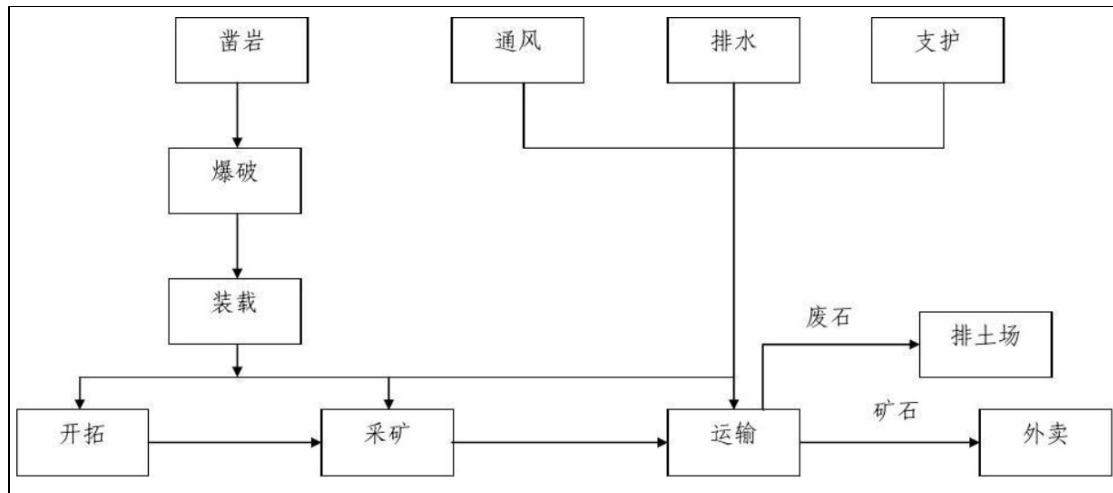 凿岩
通风
排水
支护
爆破
装载
废石
排土场
开拓
采矿
运输
矿石
外卖